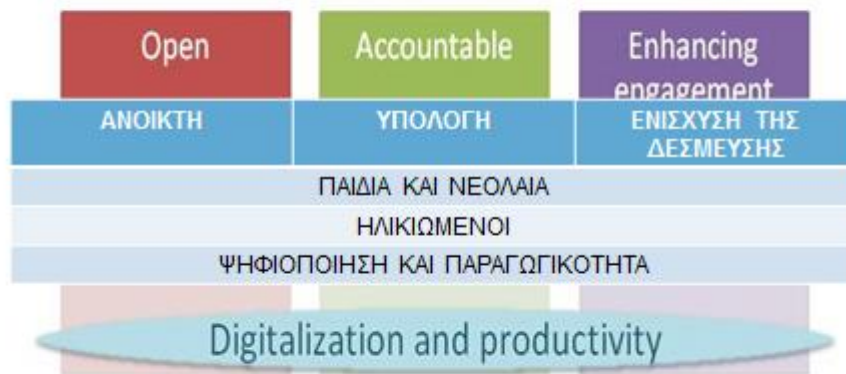 Open Accountable Enhancing
engagement
ΑΝΟΙΚΤΗ ΥΠΟΛΟΓΗ ΕΝΙΣΧΥΣΗ ΤΗΣ
ΔΕΣΜΕΥΣΗΣ
ΠΑΙΔΙΑ ΚΑΙ ΝΕΟΛΑΙΑ
ΗΛΙΚΙΩΜΕΝΟΙ
ΨΗΦΙΟΠΟΙΗΣΗ ΚΑΙ ΠΑΡΑΓΩΓΙΚΟΤΗΤΑ
Digitalization and productivity